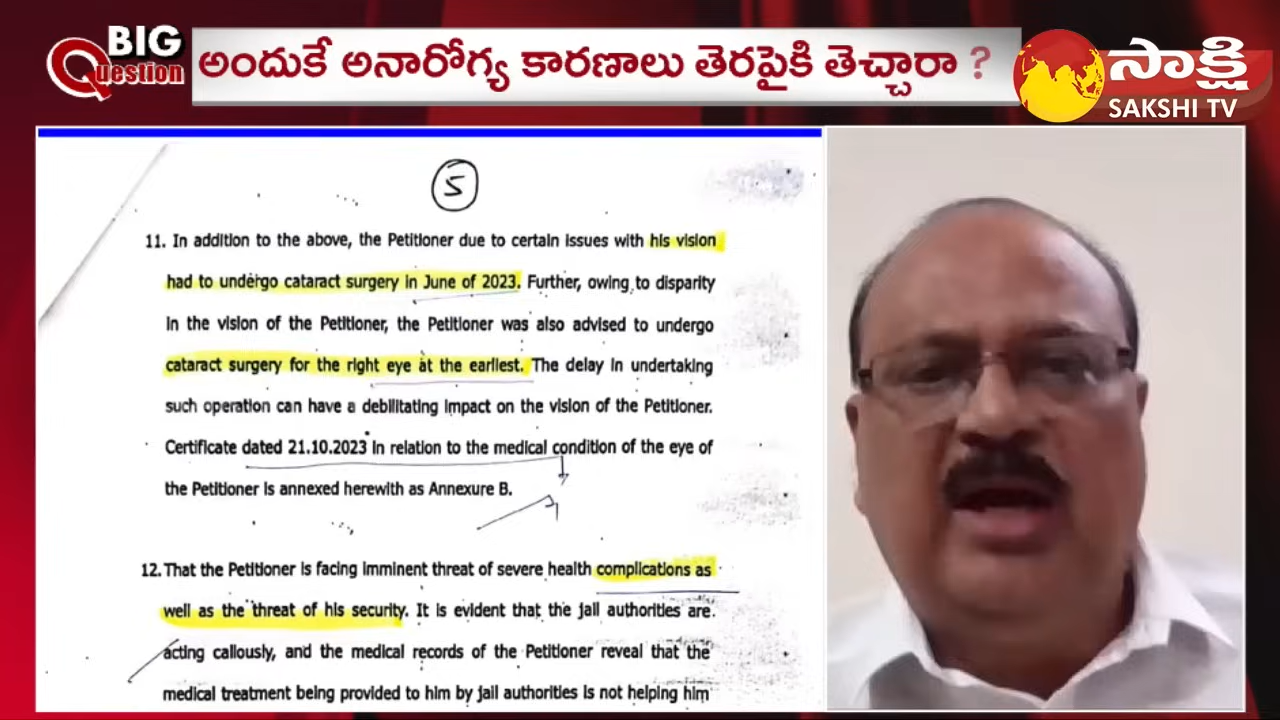 BIG
Question
అందుకే అనారోగ్య కారణాలు తెరపైకి తెచ్చారా ?
సాక్షి
SAKSHI TV
5
11. In addition to the above, the Petitioner due to certain issues with his vision
had to undergo cataract surgery in June of 2023. Further, owing to disparity
in the vision of the Petitioner, the Petitioner was also advised to undergo
cataract surgery for the right eye at the earliest. The delay in undertaking
such operation can have a debilitating impact on the vision of the Petitioner.
Certificate dated 21.10.2023 in relation to the medical condition of the eye of
the Petitioner is annexed herewith as Annexure B.
12. That the Petitioner is facing imminent threat of severe health complications as
well as the threat of his security. It is evident that the jail authorities are
acting callously, and the medical records of the Petitioner reveal that the
medical treatment being provided to him by jail authorities is not helping him